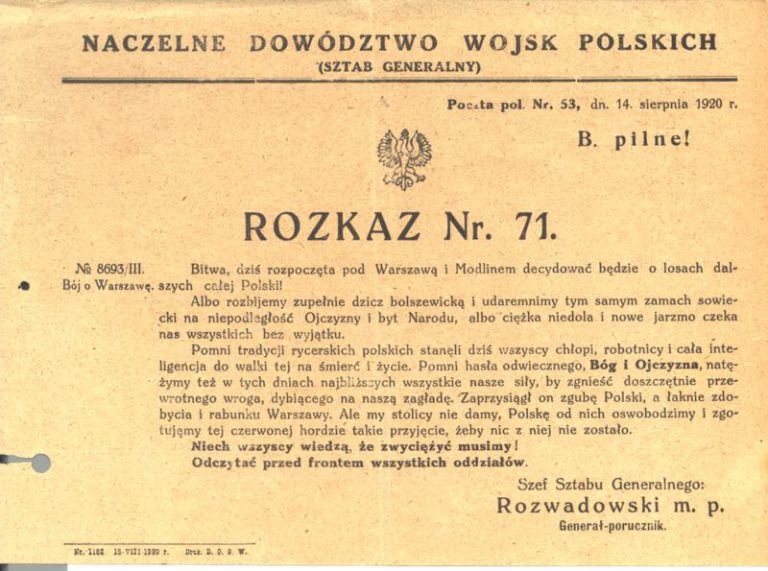 NACZELNE DOWÓDZTWO WOJSK POLSKICH
(SZTAB GENERALNY)
Poczta pol. Nr. 53, dn. 14. sierpnia 1920 r.
B. pilne!
ROZKAZ Nr. 71.
№ 8693/III. Bitwa, dziś rozpoczęta pod Warszawą i Modlinem decydować będzie o losach dal-
Bój o Warszawę. szych całej Polski!
Albo rozbijemy zupełnie dzicz bolszewicką i udaremnimy tym samym zamach sowie-
cki na niepodległość Ojczyzny i byt Narodu, albo ciężka niedola i nowe jarzmo czeka
nas wszystkich bez wyjątku.
Pomni tradycji rycerskich polskich stanęli dziś wszyscy chłopi, robotnicy i cała inte-
ligencja do walki tej na śmierć i życie. Pomni hasła odwiecznego, Bóg i Ojczyzna, natę-
żymy też w tych dniach najbliższych wszystkie nasze siły, by zgnieść doszczętnie prze-
wrotnego wroga, dybiącego na naszą zagładę. Zaprzysiągł on zgubę Polski, a łaknie zdo-
bycia i rabunku Warszawy. Ale my stolicy nie damy, Polskę od nich oswobodzimy i zgo-
tujemy tej czerwonej hordzie takie przyjęcie, żeby nic z niej nie zostało.
Niech wszyscy wiedzą, że zwyciężyć musimy!
Odczytać przed frontem wszystkich oddziałów.
Szef Sztabu Generalnego:
Rozwadowski m. p.
Generał-porucznik.
Nr. 1182. 15-VIII-1920 r. Druk. D. O. G. W.